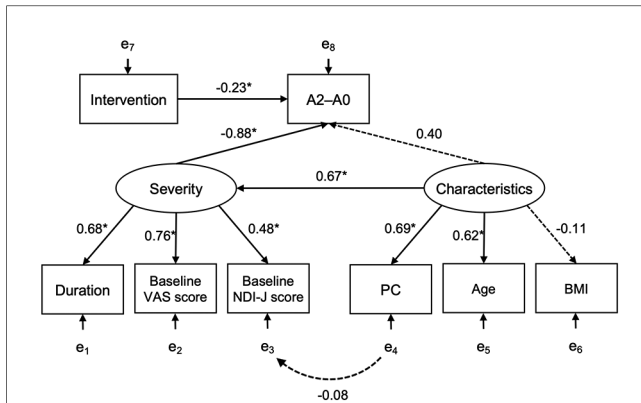 e7
e8
Intervention
-0.23*
A2–A0
-0.88*
0.40
Severity
0.67*
Characteristics
0.68*
0.76*
0.48*
0.69*
0.62*
-0.11
Duration
Baseline
VAS score
Baseline
NDI-J score
PC
Age
BMI
e1
e2
e3
e4
e5
e6
-0.08